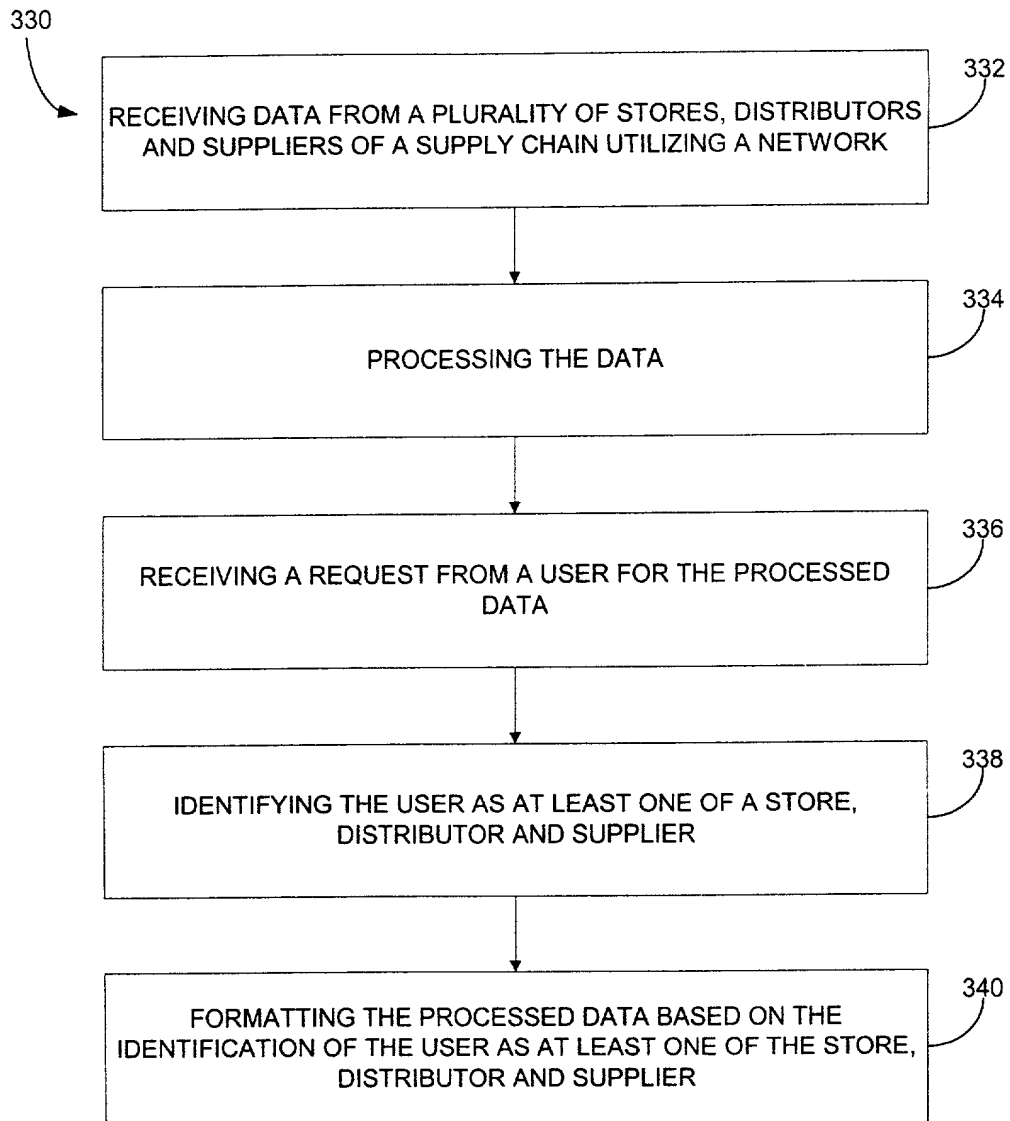 330
332
RECEIVING DATA FROM A PLURALITY OF STORES, DISTRIBUTORS
AND SUPPLIERS OF A SUPPLY CHAIN UTILIZING A NETWORK
334
PROCESSING THE DATA
336
RECEIVING A REQUEST FROM A USER FOR THE PROCESSED
DATA
338
IDENTIFYING THE USER AS AT LEAST ONE OF A STORE,
DISTRIBUTOR AND SUPPLIER
340
FORMATTING THE PROCESSED DATA BASED ON THE
IDENTIFICATION OF THE USER AS AT LEAST ONE OF THE STORE,
DISTRIBUTOR AND SUPPLIER